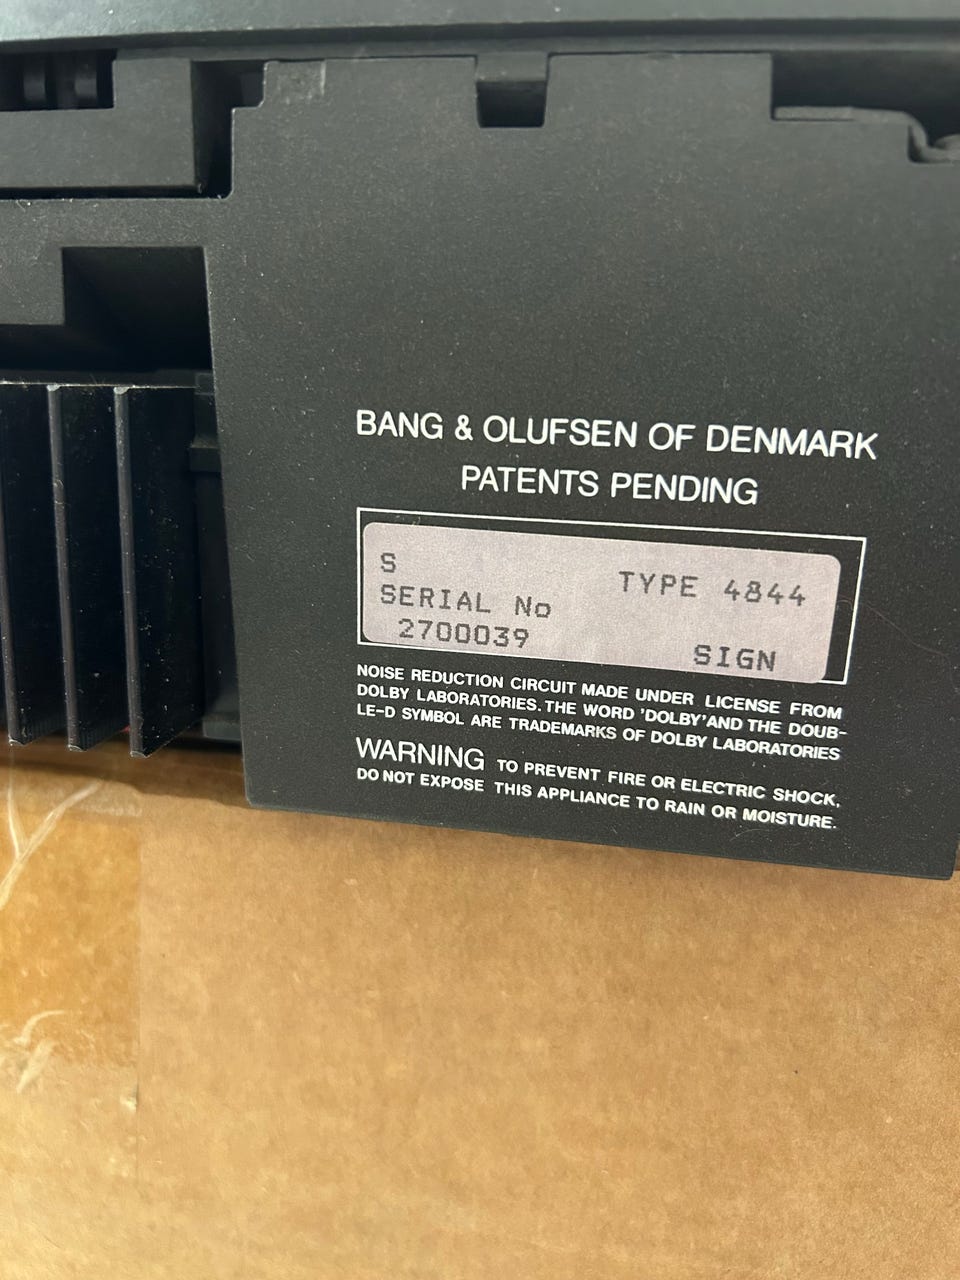 BANG & OLUFSEN OF DENMARK
PATENTS PENDING
S TYPE 4844
SERIAL No
2700039 SIGN
NOISE REDUCTION CIRCUIT MADE UNDER LICENSE FROM
DOLBY LABORATORIES. THE WORD 'DOLBY' AND THE DOUB-
LE-D SYMBOL ARE TRADEMARKS OF DOLBY LABORATORIES
WARNING TO PREVENT FIRE OR ELECTRIC SHOCK,
DO NOT EXPOSE THIS APPLIANCE TO RAIN OR MOISTURE.